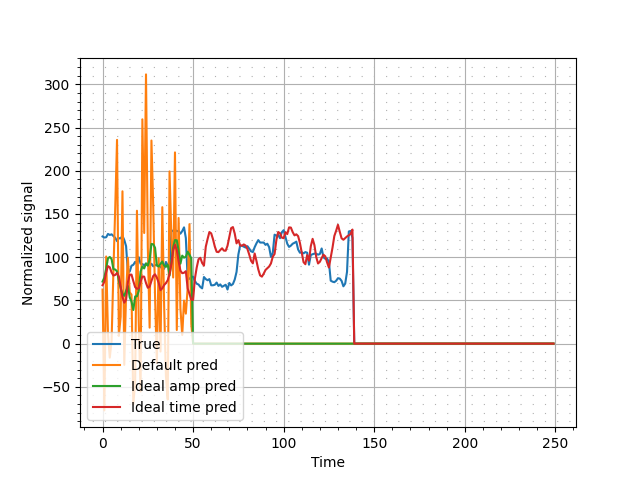 300
250
200
150
100
50
0
−50
Normalized signal
True
Default pred
Ideal amp pred
Ideal time pred
0 50 100 150 200 250
Time